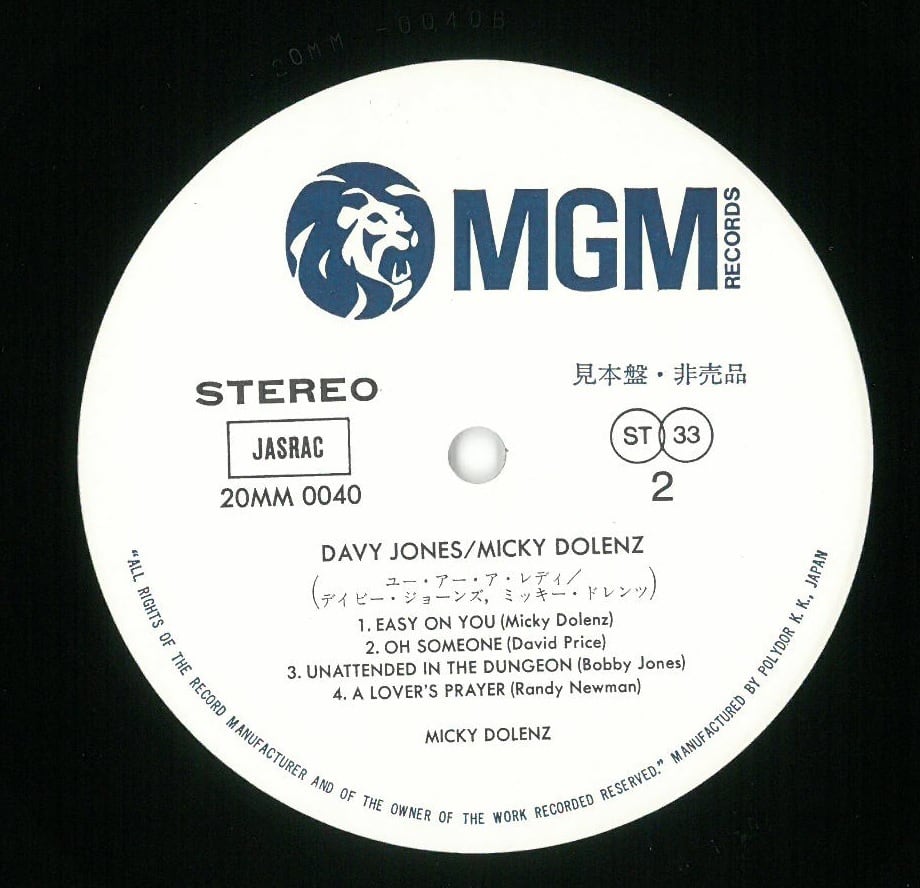 20MM-0040B
MGM
RECORDS
STEREO
見本盤・非売品
JASRAC
ST 33
20MM 0040
2
DAVY JONES/MICKY DOLENZ
(ユー・アー・ア・レディ/
デイビー・ジョーンズ, ミッキー・ドレンツ)
1. EASY ON YOU (Micky Dolenz)
2. OH SOMEONE (David Price)
3. UNATTENDED IN THE DUNGEON (Bobby Jones)
4. A LOVER'S PRAYER (Randy Newman)
MICKY DOLENZ
"ALL RIGHTS OF THE RECORD MANUFACTURER AND OF THE OWNER OF THE WORK RECORDED RESERVED." MANUFACTURED BY POLYDOR K. K., JAPAN